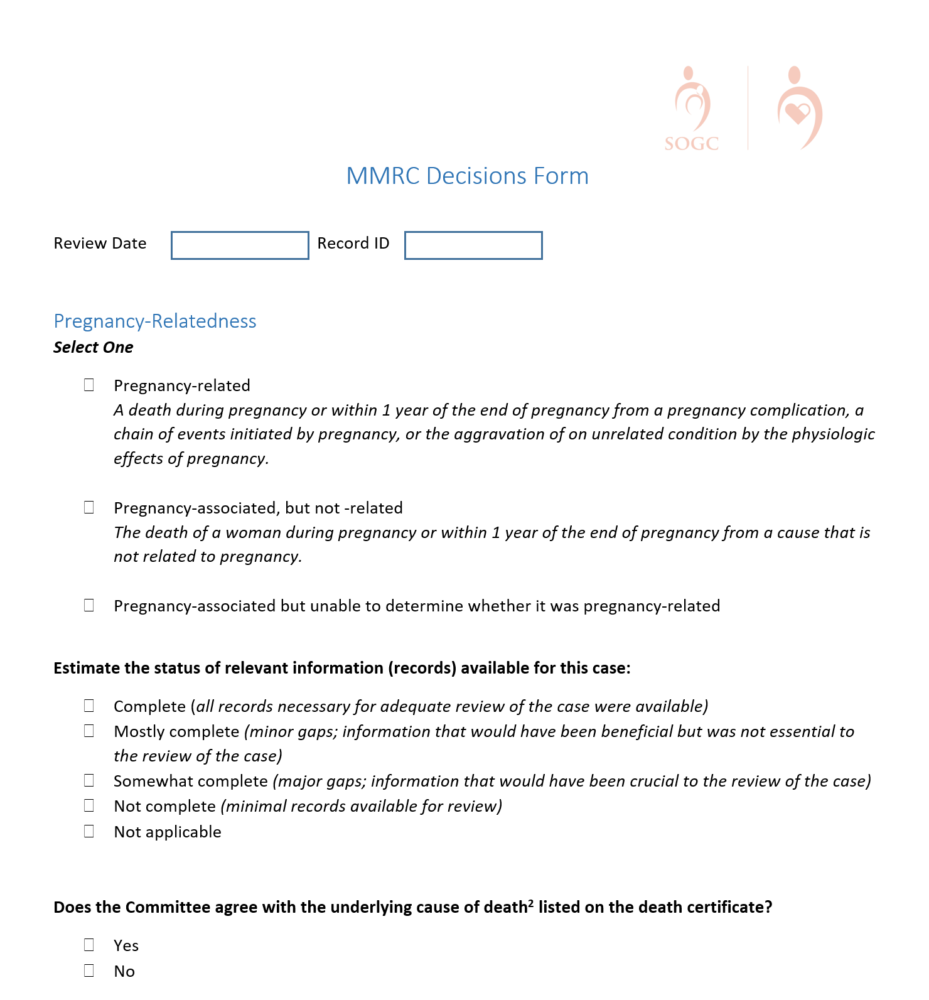 SOGC
MMRC Decisions Form
Review Date Record ID
Pregnancy-Relatedness
Select One
Pregnancy-related
A death during pregnancy or within 1 year of the end of pregnancy from a pregnancy complication, a
chain of events initiated by pregnancy, or the aggravation of on unrelated condition by the physiologic
effects of pregnancy.
Pregnancy-associated, but not -related
The death of a woman during pregnancy or within 1 year of the end of pregnancy from a cause that is
not related to pregnancy.
Pregnancy-associated but unable to determine whether it was pregnancy-related
Estimate the status of relevant information (records) available for this case:
Complete (all records necessary for adequate review of the case were available)
Mostly complete (minor gaps; information that would have been beneficial but was not essential to
the review of the case)
Somewhat complete (major gaps; information that would have been crucial to the review of the case)
Not complete (minimal records available for review)
Not applicable
Does the Committee agree with the underlying cause of death² listed on the death certificate?
Yes
No